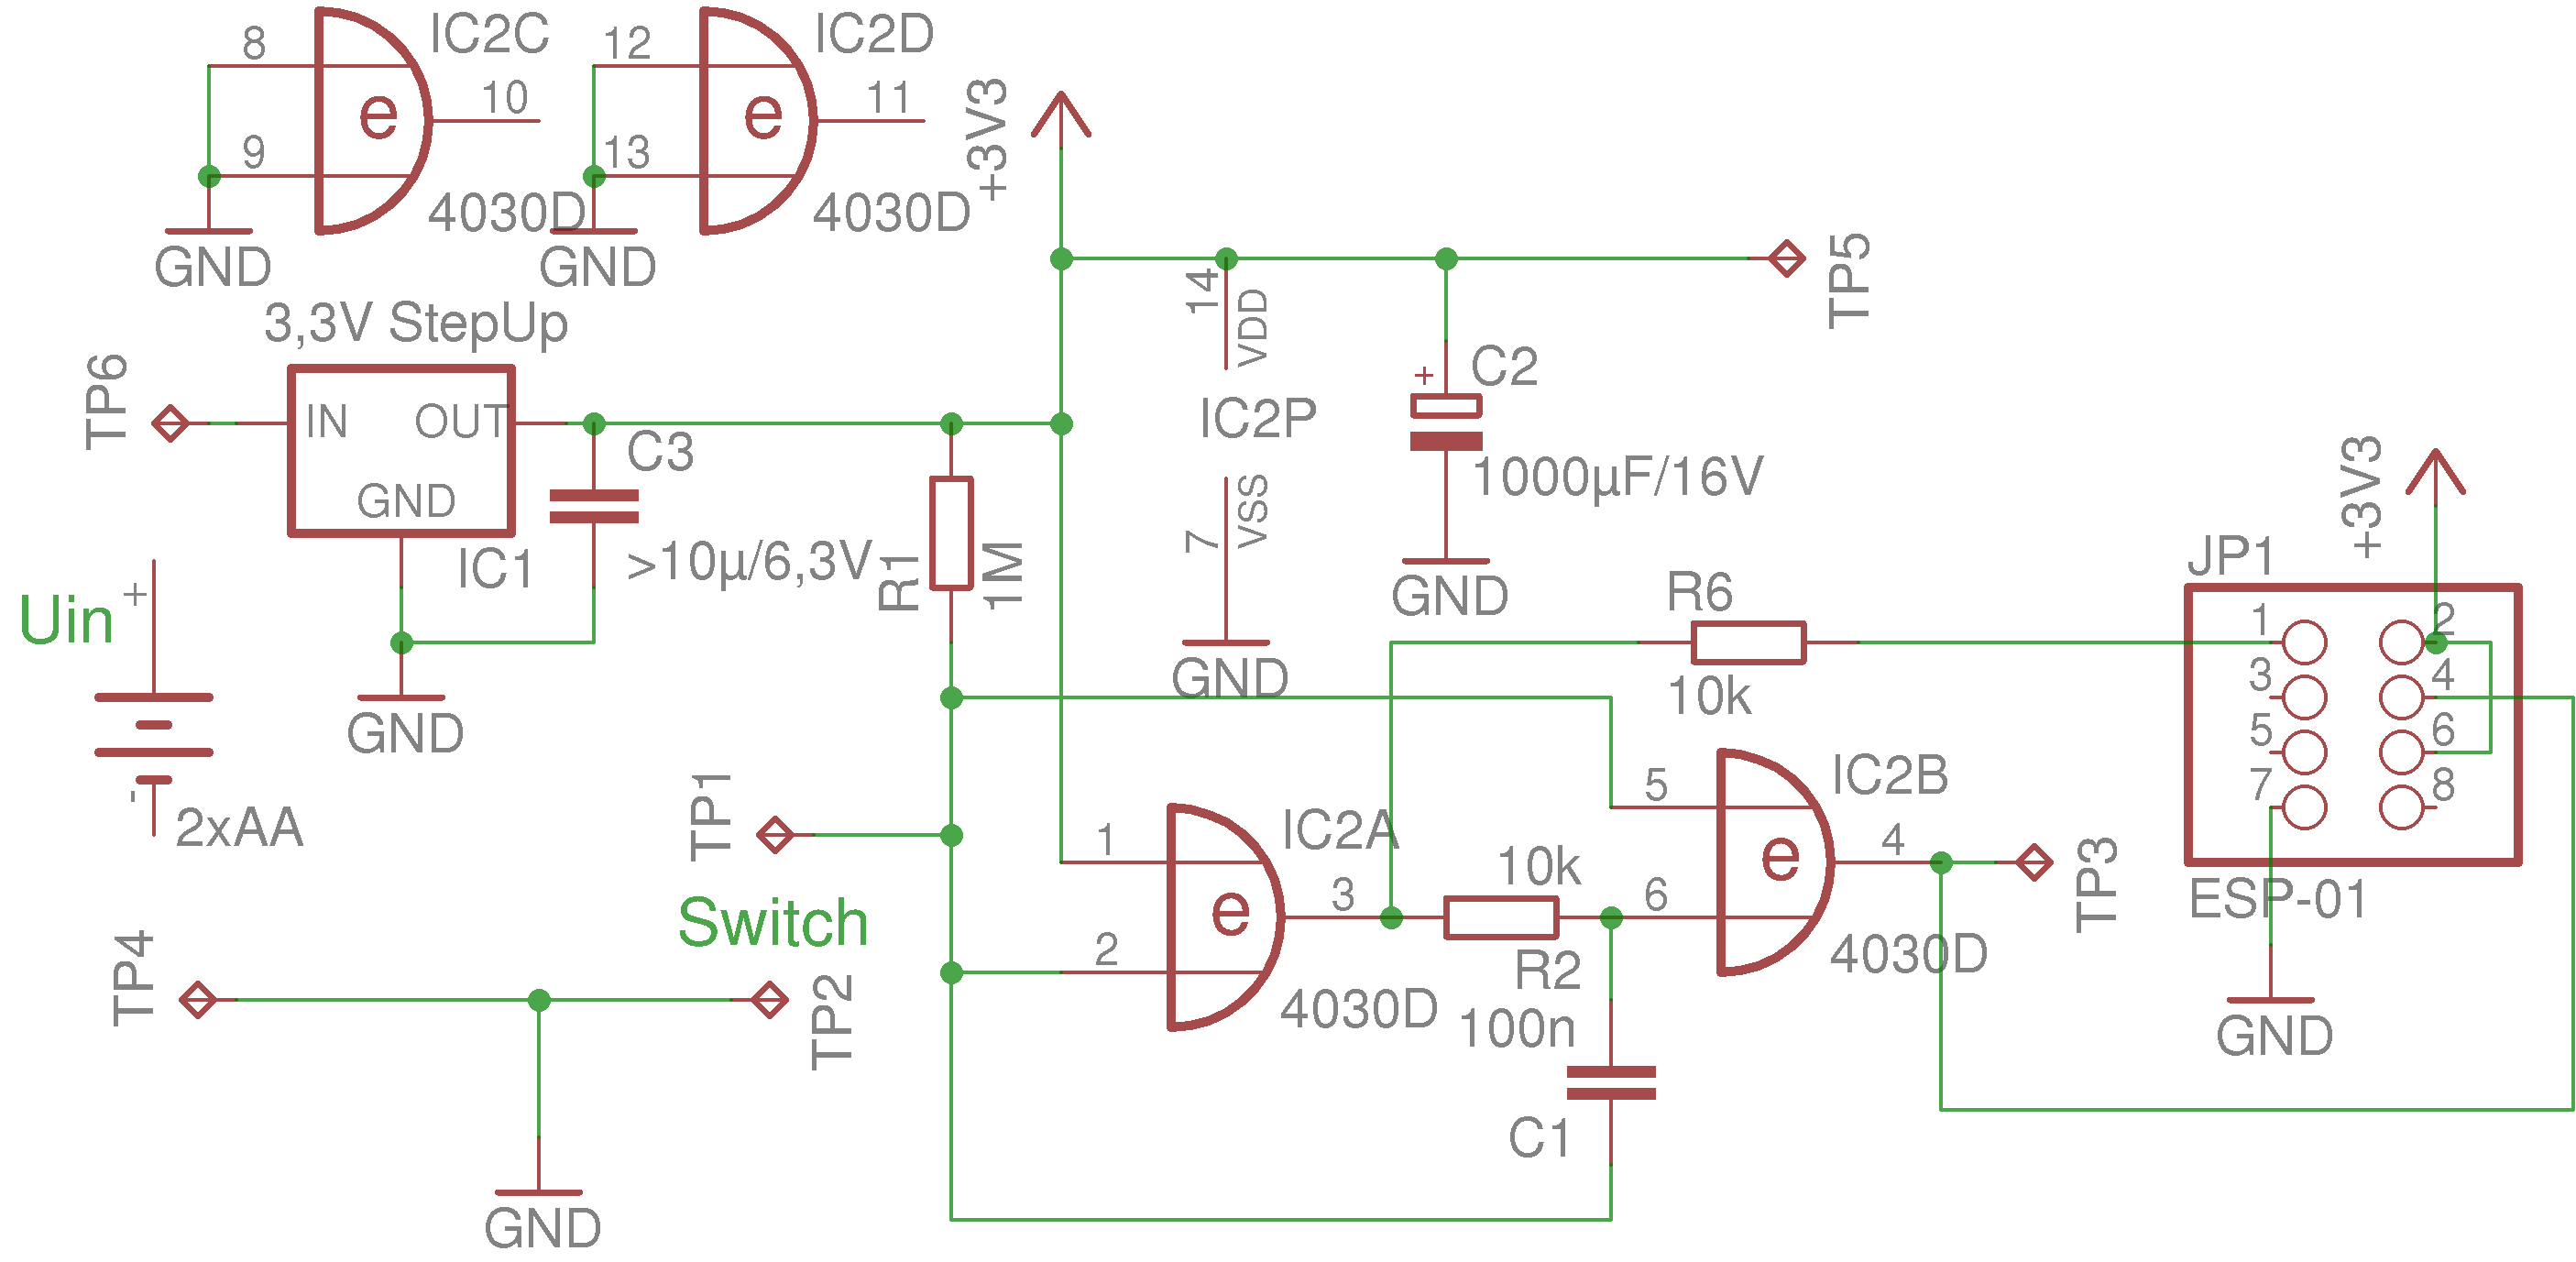 IC2C
8
e
10
9
4030D
GND
IC2D
12
e
11
13
4030D
GND
+3V3
TP5
3,3V StepUp
TP6
IN
OUT
GND
IC1
GND
C3
>10µ/6,3V
R1
1M
14
VDD
IC2P
7
VSS
GND
+
C2
1000µF/16V
GND
Uin
+
-
2xAA
R6
10k
+3V3
JP1
1
2
3
4
5
6
7
8
ESP-01
GND
TP1
Switch
TP4
TP2
GND
1
IC2A
e
3
2
4030D
10k
R2
100n
C1
5
IC2B
e
4
6
4030D
TP3